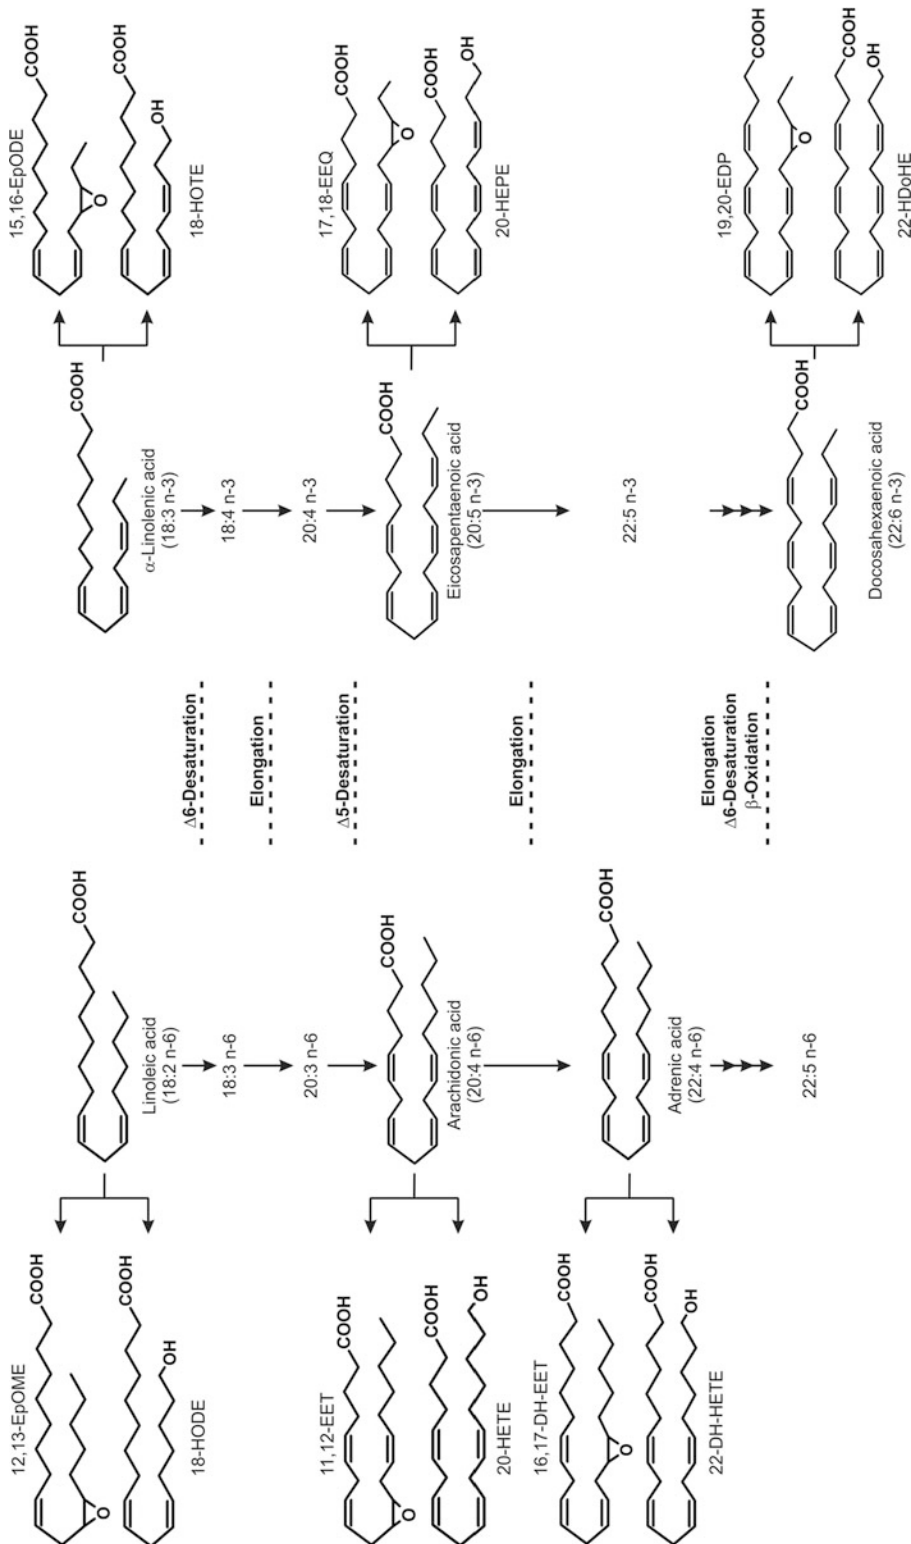 12,13-EpOME
COOH
O
COOH
OH
18-HODE
11,12-EET
COOH
O
COOH
OH
20-HETE
16,17-DH-EET
COOH
O
COOH
OH
22-DH-HETE
COOH
Linoleic acid
(18:2 n-6)
18:3 n-6
20:3 n-6
COOH
Arachidonic acid
(20:4 n-6)
COOH
Adrenic acid
(22:4 n-6)
22:5 n-6
Δ6-Desaturation
Elongation
Δ5-Desaturation
Elongation
Elongation
Δ6-Desaturation
β-Oxidation
COOH
α-Linolenic acid
(18:3 n-3)
18:4 n-3
20:4 n-3
COOH
Eicosapentaenoic acid
(20:5 n-3)
22:5 n-3
COOH
Docosahexaenoic acid
(22:6 n-3)
15,16-EpODE
COOH
O
COOH
OH
18-HOTE
17,18-EEQ
COOH
O
COOH
OH
20-HEPE
19,20-EDP
COOH
O
COOH
OH
22-HDoHE